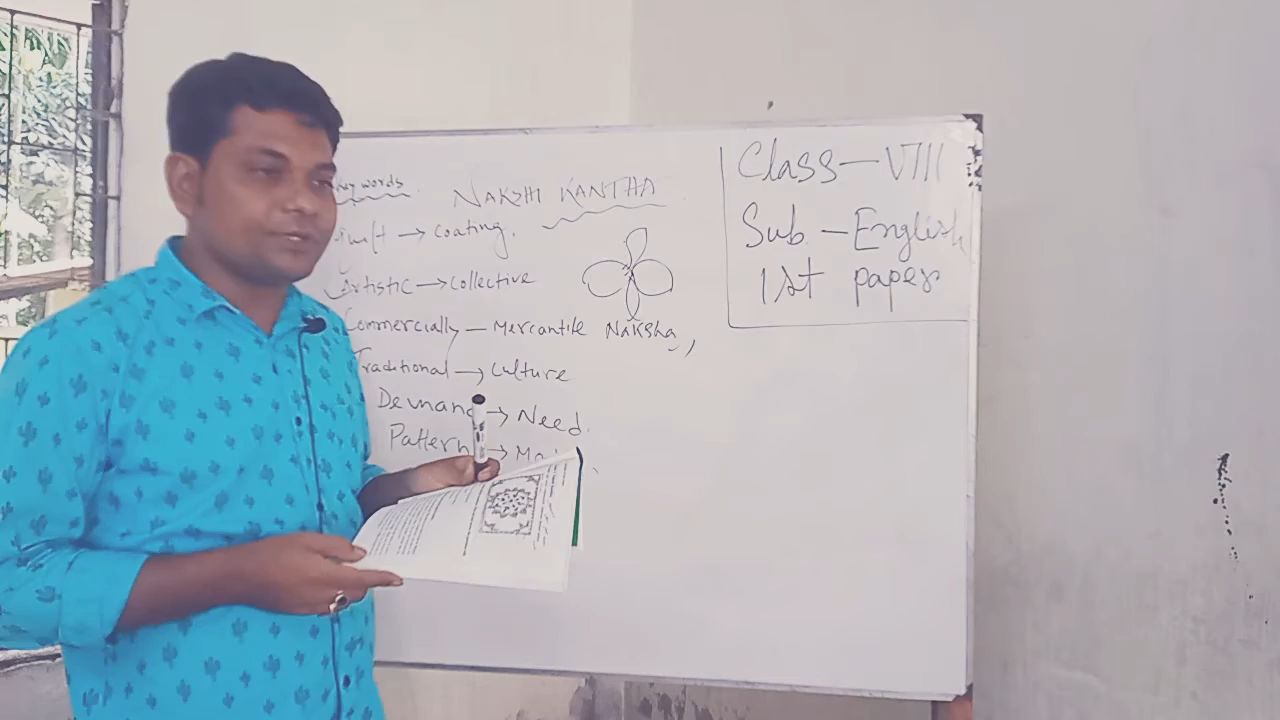 words
NAKSHI KANTHA
→ Coating.
Artistic → Collective
Commercially — Mercantile
Traditional → Culture
Demand → Need.
Pattern →
Naksha,
Class — VIII
Sub — English
1st paper